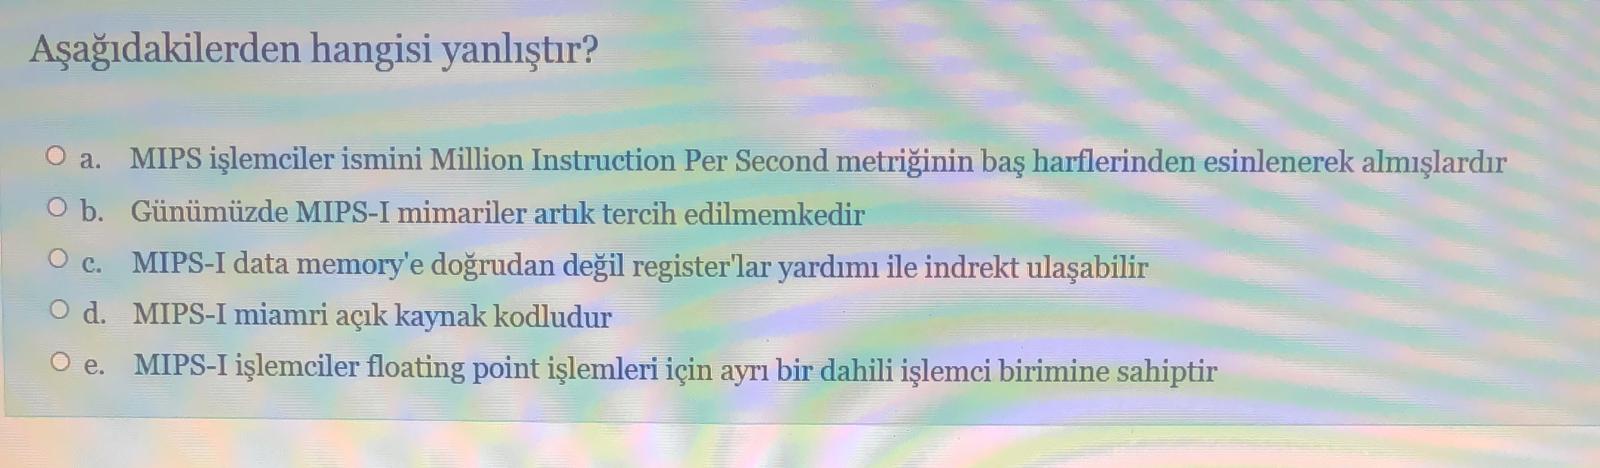 Aşağıdakilerden hangisi yanlıştır?
a. MIPS işlemciler ismini Million Instruction Per Second metriğinin baş harflerinden esinlenerek almışlardır
b. Günümüzde MIPS-I mimariler artık tercih edilmemkedir
c. MIPS-I data memory'e doğrudan değil register'lar yardımı ile indrekt ulaşabilir
d. MIPS-I miamri açık kaynak kodludur
e. MIPS-I işlemciler floating point işlemleri için ayrı bir dahili işlemci birimine sahiptir